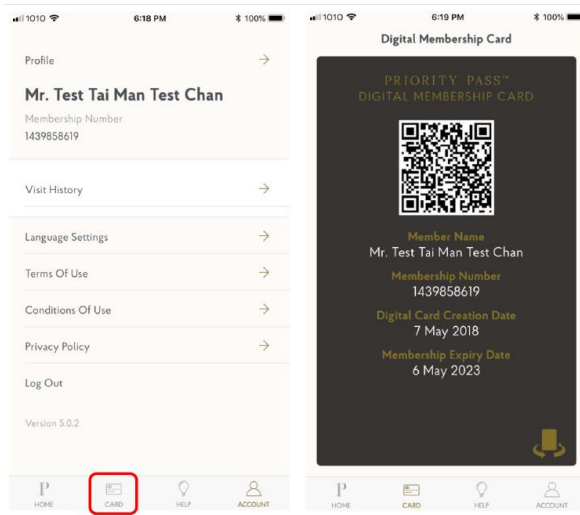 1010 6:18 PM 100%
Profile
Mr. Test Tai Man Test Chan
Membership Number
1439858619
Visit History
Language Settings
Terms Of Use
Conditions Of Use
Privacy Policy
Log Out
Version 5.0.2
P
HOME CARD HELP ACCOUNT
1010 6:19 PM 100%
Digital Membership Card
PRIORITY PASS™
DIGITAL MEMBERSHIP CARD
Member Name
Mr. Test Tai Man Test Chan
Membership Number
1439858619
Digital Card Creation Date
7 May 2018
Membership Expiry Date
6 May 2023
P
HOME CARD HELP ACCOUNT